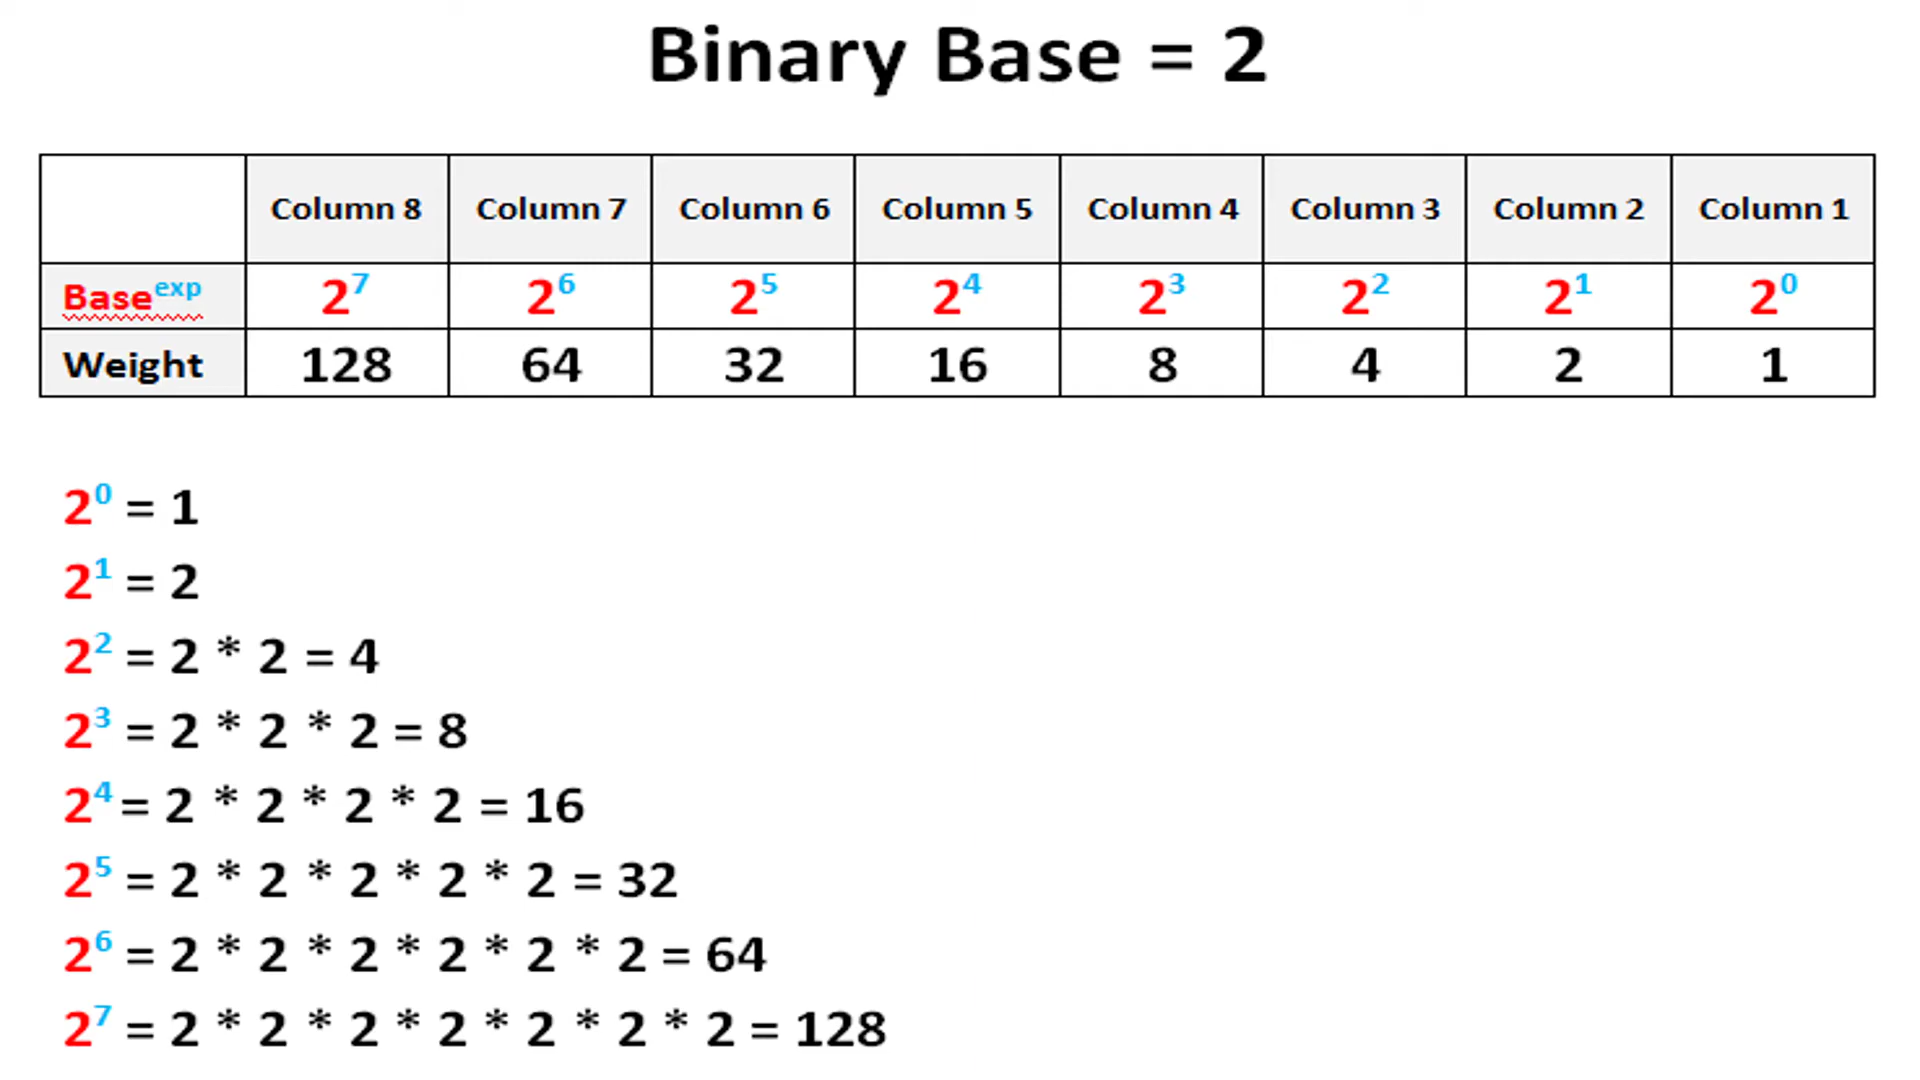 Binary Base = 2
Column 8 Column 7 Column 6 Column 5 Column 4 Column 3 Column 2 Column 1
Base^exp 2^7 2^6 2^5 2^4 2^3 2^2 2^1 2^0
Weight 128 64 32 16 8 4 2 1
2^0 = 1
2^1 = 2
2^2 = 2 * 2 = 4
2^3 = 2 * 2 * 2 = 8
2^4 = 2 * 2 * 2 * 2 = 16
2^5 = 2 * 2 * 2 * 2 * 2 = 32
2^6 = 2 * 2 * 2 * 2 * 2 * 2 = 64
2^7 = 2 * 2 * 2 * 2 * 2 * 2 * 2 = 128